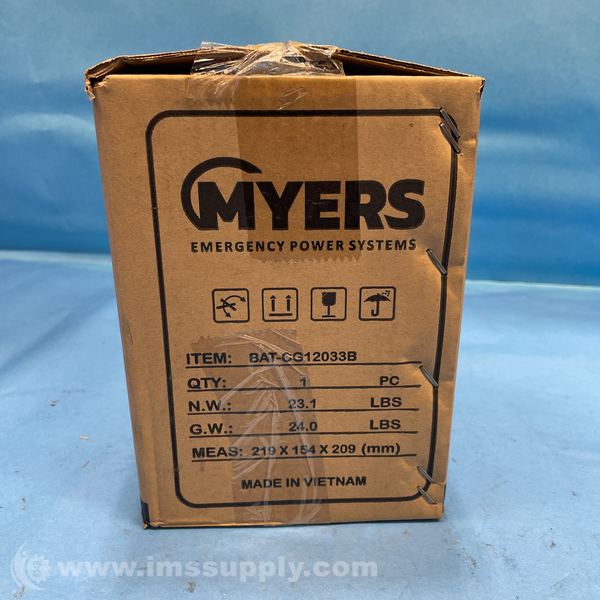 MYERS
EMERGENCY POWER SYSTEMS
ITEM: BAT-CG12033B
QTY: 1 PC
N.W.: 23.1 LBS
G.W.: 24.0 LBS
MEAS: 219 X 154 X 209 (mm)
MADE IN VIETNAM
© www.imssupply.com